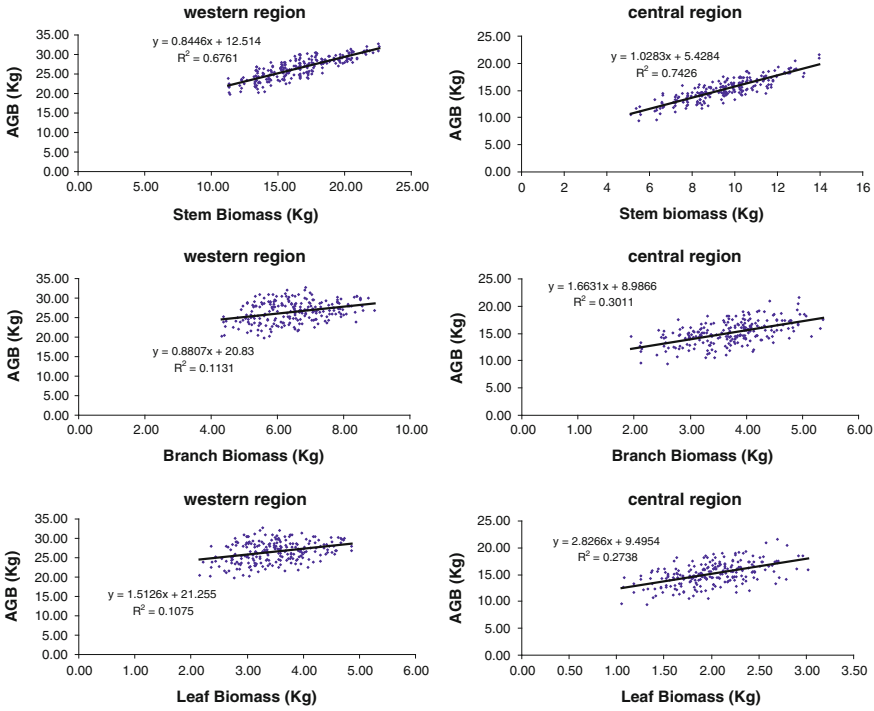 western region
y = 0.8446x + 12.514
R² = 0.6761
35.00
30.00
25.00
20.00
15.00
10.00
5.00
0.00
AGB (Kg)
0.00 5.00 10.00 15.00 20.00 25.00
Stem Biomass (Kg)
central region
y = 1.0283x + 5.4284
R² = 0.7426
25.00
20.00
15.00
10.00
5.00
0.00
AGB (Kg)
0 2 4 6 8 10 12 14 16
Stem biomass (Kg)
western region
35.00
30.00
25.00
20.00
15.00
10.00
5.00
0.00
AGB (Kg)
y = 0.8807x + 20.83
R² = 0.1131
0.00 2.00 4.00 6.00 8.00 10.00
Branch Biomass (Kg)
central region
y = 1.6631x + 8.9866
R² = 0.3011
25.00
20.00
15.00
10.00
5.00
0.00
AGB (Kg)
0.00 1.00 2.00 3.00 4.00 5.00 6.00
Branch Biomass (Kg)
western region
35.00
30.00
25.00
20.00
15.00
10.00
5.00
0.00
AGB (Kg)
y = 1.5126x + 21.255
R² = 0.1075
0.00 1.00 2.00 3.00 4.00 5.00 6.00
Leaf Biomass (Kg)
central region
y = 2.8266x + 9.4954
R² = 0.2738
25.00
20.00
15.00
10.00
5.00
0.00
AGB (Kg)
0.00 0.50 1.00 1.50 2.00 2.50 3.00 3.50
Leaf Biomass (Kg)